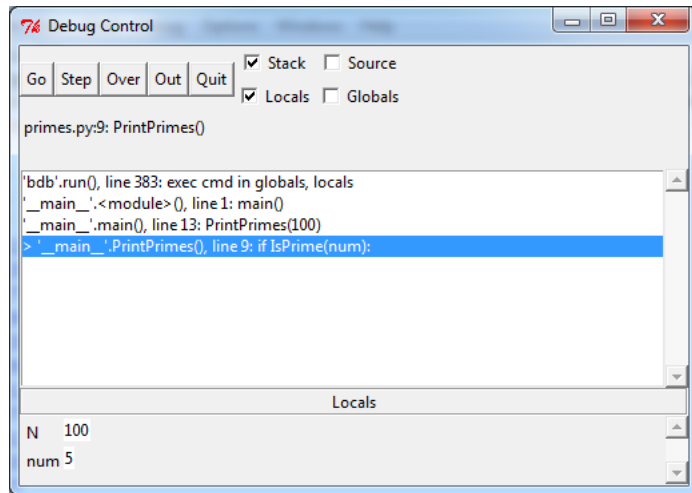 7% Debug Control
Go Step Over Out Quit
Stack Source
Locals Globals
primes.py:9: PrintPrimes()
'bdb'.run(), line 383: exec cmd in globals, locals
'__main__'.<module>(), line 1: main()
'__main__'.main(), line 13: PrintPrimes(100)
> '__main__'.PrintPrimes(), line 9: if IsPrime(num):
Locals
N 100
num 5